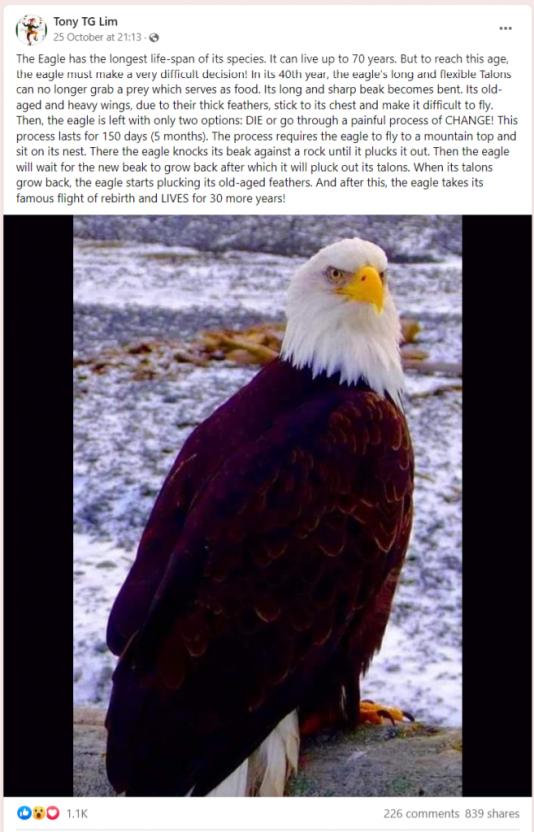 Tony TG Lim
25 October at 21:13 ·
The Eagle has the longest life-span of its species. It can live up to 70 years. But to reach this age,
the eagle must make a very difficult decision! In its 40th year, the eagle's long and flexible Talons
can no longer grab a prey which serves as food. Its long and sharp beak becomes bent. Its old-
aged and heavy wings, due to their thick feathers, stick to its chest and make it difficult to fly.
Then, the eagle is left with only two options: DIE or go through a painful process of CHANGE! This
process lasts for 150 days (5 months). The process requires the eagle to fly to a mountain top and
sit on its nest. There the eagle knocks its beak against a rock until it plucks it out. Then the eagle
will wait for the new beak to grow back after which it will pluck out its talons. When its talons
grow back, the eagle starts plucking its old-aged feathers. And after this, the eagle takes its
famous flight of rebirth and LIVES for 30 more years!
1.1K
226 comments 839 shares